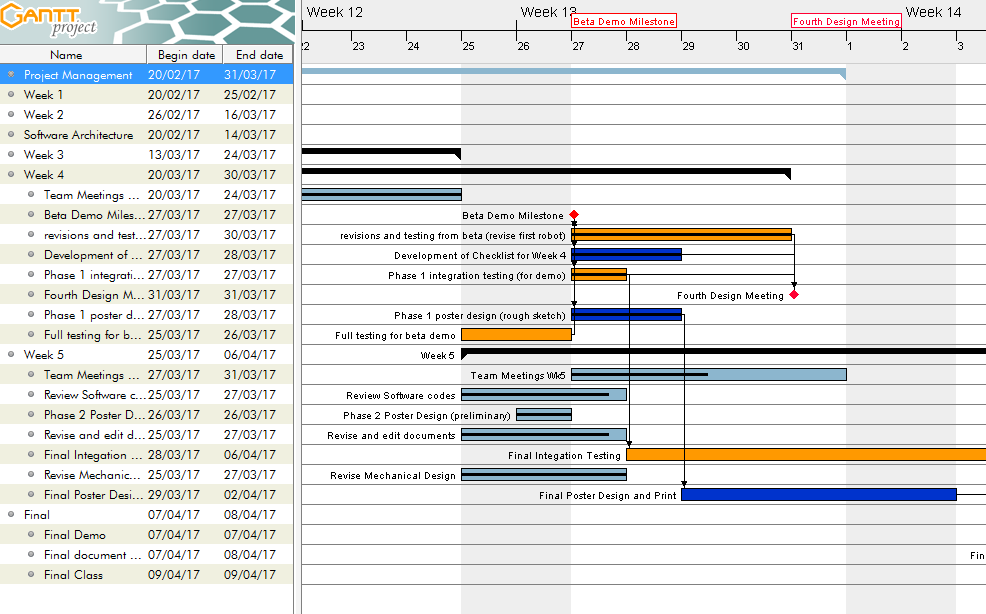 GANTT
project
Week 12 Week 13 Week 14
Beta Demo Milestone Fourth Design Meeting
22 23 24 25 26 27 28 29 30 31 1 2 3
Name Begin date End date
Project Management 20/02/17 31/03/17
Week 1 20/02/17 25/02/17
Week 2 26/02/17 16/03/17
Software Architecture 20/02/17 14/03/17
Week 3 13/03/17 24/03/17
Week 4 20/03/17 30/03/17
Team Meetings ... 20/03/17 24/03/17
Beta Demo Miles... 27/03/17 27/03/17 Beta Demo Milestone
revisions and test... 27/03/17 30/03/17 revisions and testing from beta (revise first robot)
Development of ... 27/03/17 28/03/17 Development of Checklist for Week 4
Phase 1 integrati... 27/03/17 27/03/17 Phase 1 integration testing (for demo)
Fourth Design M... 31/03/17 31/03/17 Fourth Design Meeting
Phase 1 poster d... 27/03/17 28/03/17 Phase 1 poster design (rough sketch)
Full testing for b... 25/03/17 26/03/17 Full testing for beta demo
Week 5 25/03/17 06/04/17 Week 5
Team Meetings ... 27/03/17 31/03/17 Team Meetings Wk5
Review Software c... 25/03/17 27/03/17 Review Software codes
Phase 2 Poster D... 26/03/17 26/03/17 Phase 2 Poster Design (preliminary)
Revise and edit d... 25/03/17 27/03/17 Revise and edit documents
Final Integation ... 28/03/17 06/04/17 Final Integation Testing
Revise Mechanic... 25/03/17 27/03/17 Revise Mechanical Design
Final Poster Desi... 29/03/17 02/04/17 Final Poster Design and Print
Final 07/04/17 08/04/17
Final Demo 07/04/17 07/04/17
Final document ... 07/04/17 08/04/17 Fin
Final Class 09/04/17 09/04/17